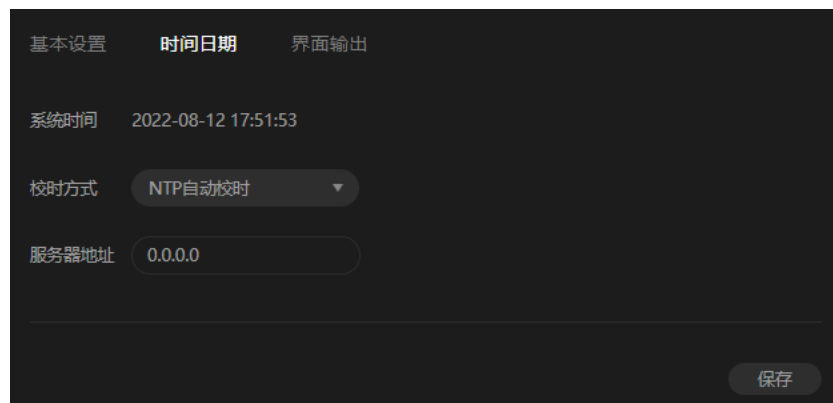 基本设置 时间日期 界面输出
系统时间 2022-08-12 17:51:53
校时方式 NTP自动校时
服务器地址 0.0.0.0
保存